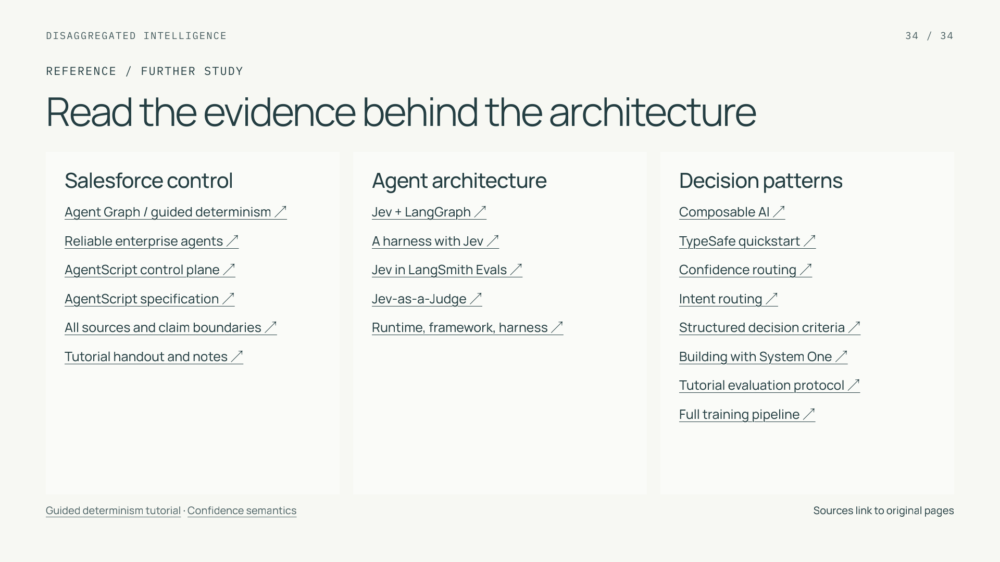 DISAGGREGATED INTELLIGENCE
34 / 34
REFERENCE / FURTHER STUDY
Read the evidence behind the architecture
Salesforce control
Agent Graph / guided determinism ↗
Reliable enterprise agents ↗
AgentScript control plane ↗
AgentScript specification ↗
All sources and claim boundaries ↗
Tutorial handout and notes ↗
Agent architecture
Jev + LangGraph ↗
A harness with Jev ↗
Jev in LangSmith Evals ↗
Jev-as-a-Judge ↗
Runtime, framework, harness ↗
Decision patterns
Composable AI ↗
TypeSafe quickstart ↗
Confidence routing ↗
Intent routing ↗
Structured decision criteria ↗
Building with System One ↗
Tutorial evaluation protocol ↗
Full training pipeline ↗
Guided determinism tutorial · Confidence semantics
Sources link to original pages